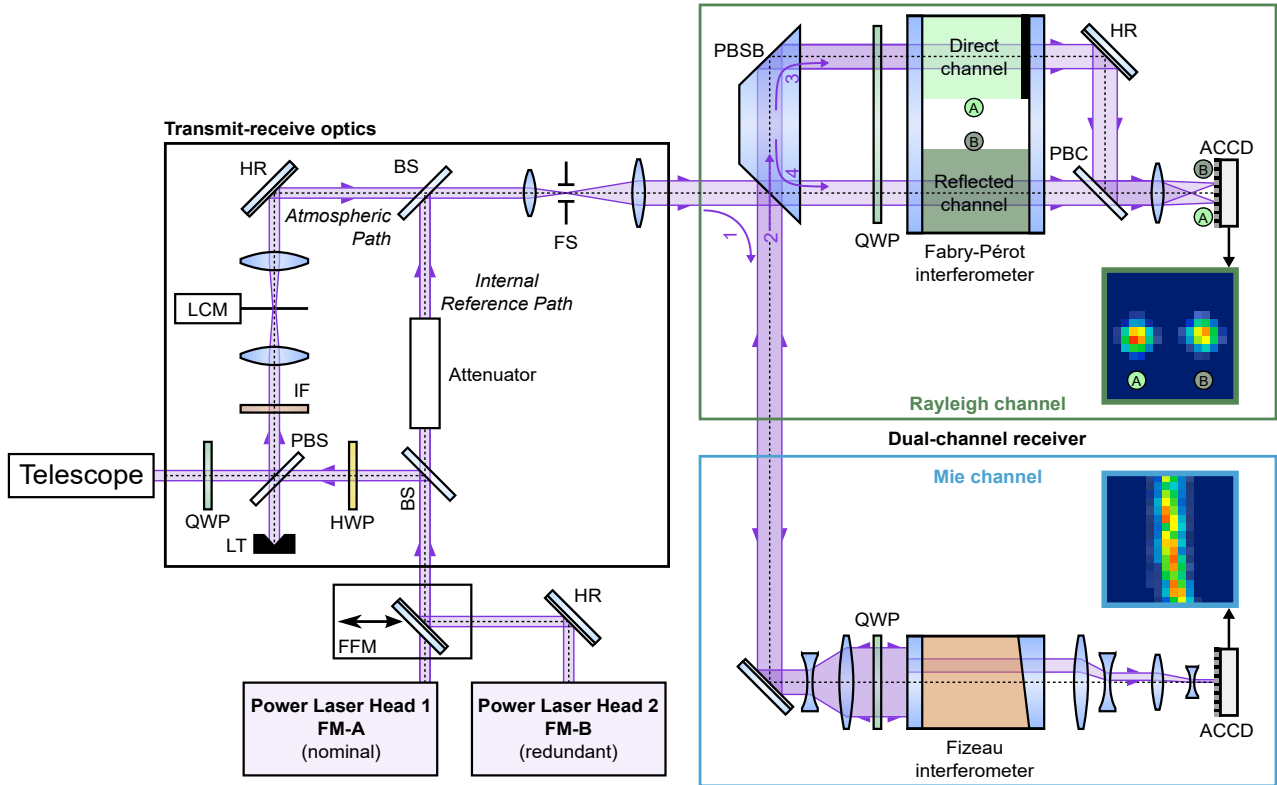 Transmit-receive optics
HR
BS
Atmospheric
Path
FS
LCM
Internal
Reference Path
IF
Attenuator
PBS
Telescope
QWP
HWP
BS
LT
FFM
HR
Power Laser Head 1
FM-A
(nominal)
Power Laser Head 2
FM-B
(redundant)
PBSB
HR
Direct
channel
A
B
Reflected
channel
3
4
1
2
QWP
Fabry-Pérot
interferometer
PBC
ACCD
B
A
A
B
Rayleigh channel
Dual-channel receiver
Mie channel
QWP
Fizeau
interferometer
ACCD